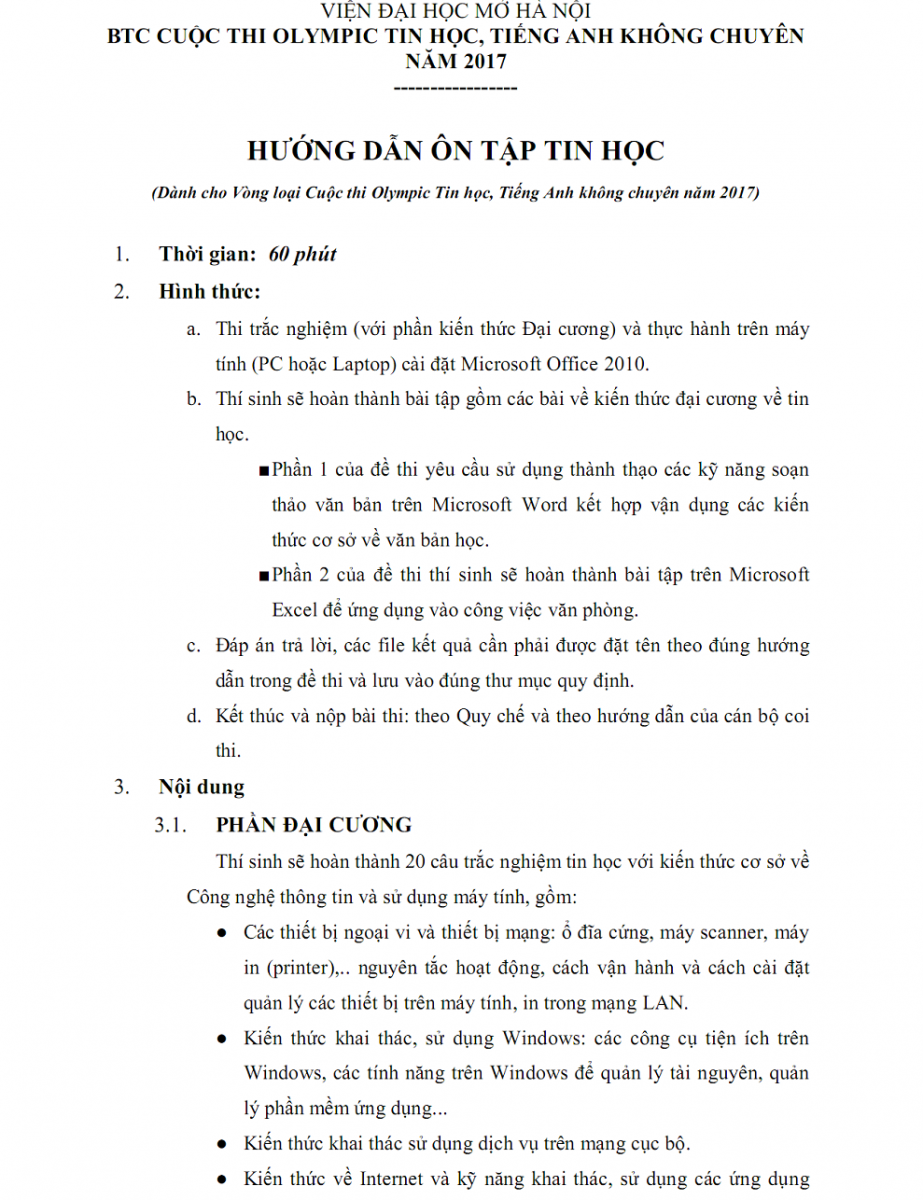 VIỆN ĐẠI HỌC MỞ HÀ NỘI
BTC CUỘC THI OLYMPIC TIN HỌC, TIẾNG ANH KHÔNG CHUYÊN
NĂM 2017
-----------------
HƯỚNG DẪN ÔN TẬP TIN HỌC
(Dành cho Vòng loại Cuộc thi Olympic Tin học, Tiếng Anh không chuyên năm 2017)
1. Thời gian: 60 phút
2. Hình thức:
a. Thi trắc nghiệm (với phần kiến thức Đại cương) và thực hành trên máy
tính (PC hoặc Laptop) cài đặt Microsoft Office 2010.
b. Thí sinh sẽ hoàn thành bài tập gồm các bài về kiến thức đại cương về tin
học.
■Phần 1 của đề thi yêu cầu sử dụng thành thạo các kỹ năng soạn
thảo văn bản trên Microsoft Word kết hợp vận dụng các kiến
thức cơ sở về văn bản học.
■Phần 2 của đề thi thí sinh sẽ hoàn thành bài tập trên Microsoft
Excel để ứng dụng vào công việc văn phòng.
c. Đáp án trả lời, các file kết quả cần phải được đặt tên theo đúng hướng
dẫn trong đề thi và lưu vào đúng thư mục quy định.
d. Kết thúc và nộp bài thi: theo Quy chế và theo hướng dẫn của cán bộ coi
thi.
3. Nội dung
3.1. PHẦN ĐẠI CƯƠNG
Thí sinh sẽ hoàn thành 20 câu trắc nghiệm tin học với kiến thức cơ sở về
Công nghệ thông tin và sử dụng máy tính, gồm:
● Các thiết bị ngoại vi và thiết bị mạng: ổ đĩa cứng, máy scanner, máy
in (printer),.. nguyên tắc hoạt động, cách vận hành và cách cài đặt
quản lý các thiết bị trên máy tính, in trong mạng LAN.
● Kiến thức khai thác, sử dụng Windows: các công cụ tiện ích trên
Windows, các tính năng trên Windows để quản lý tài nguyên, quản
lý phần mềm ứng dụng...
● Kiến thức khai thác sử dụng dịch vụ trên mạng cục bộ.
● Kiến thức về Internet và kỹ năng khai thác, sử dụng các ứng dụng